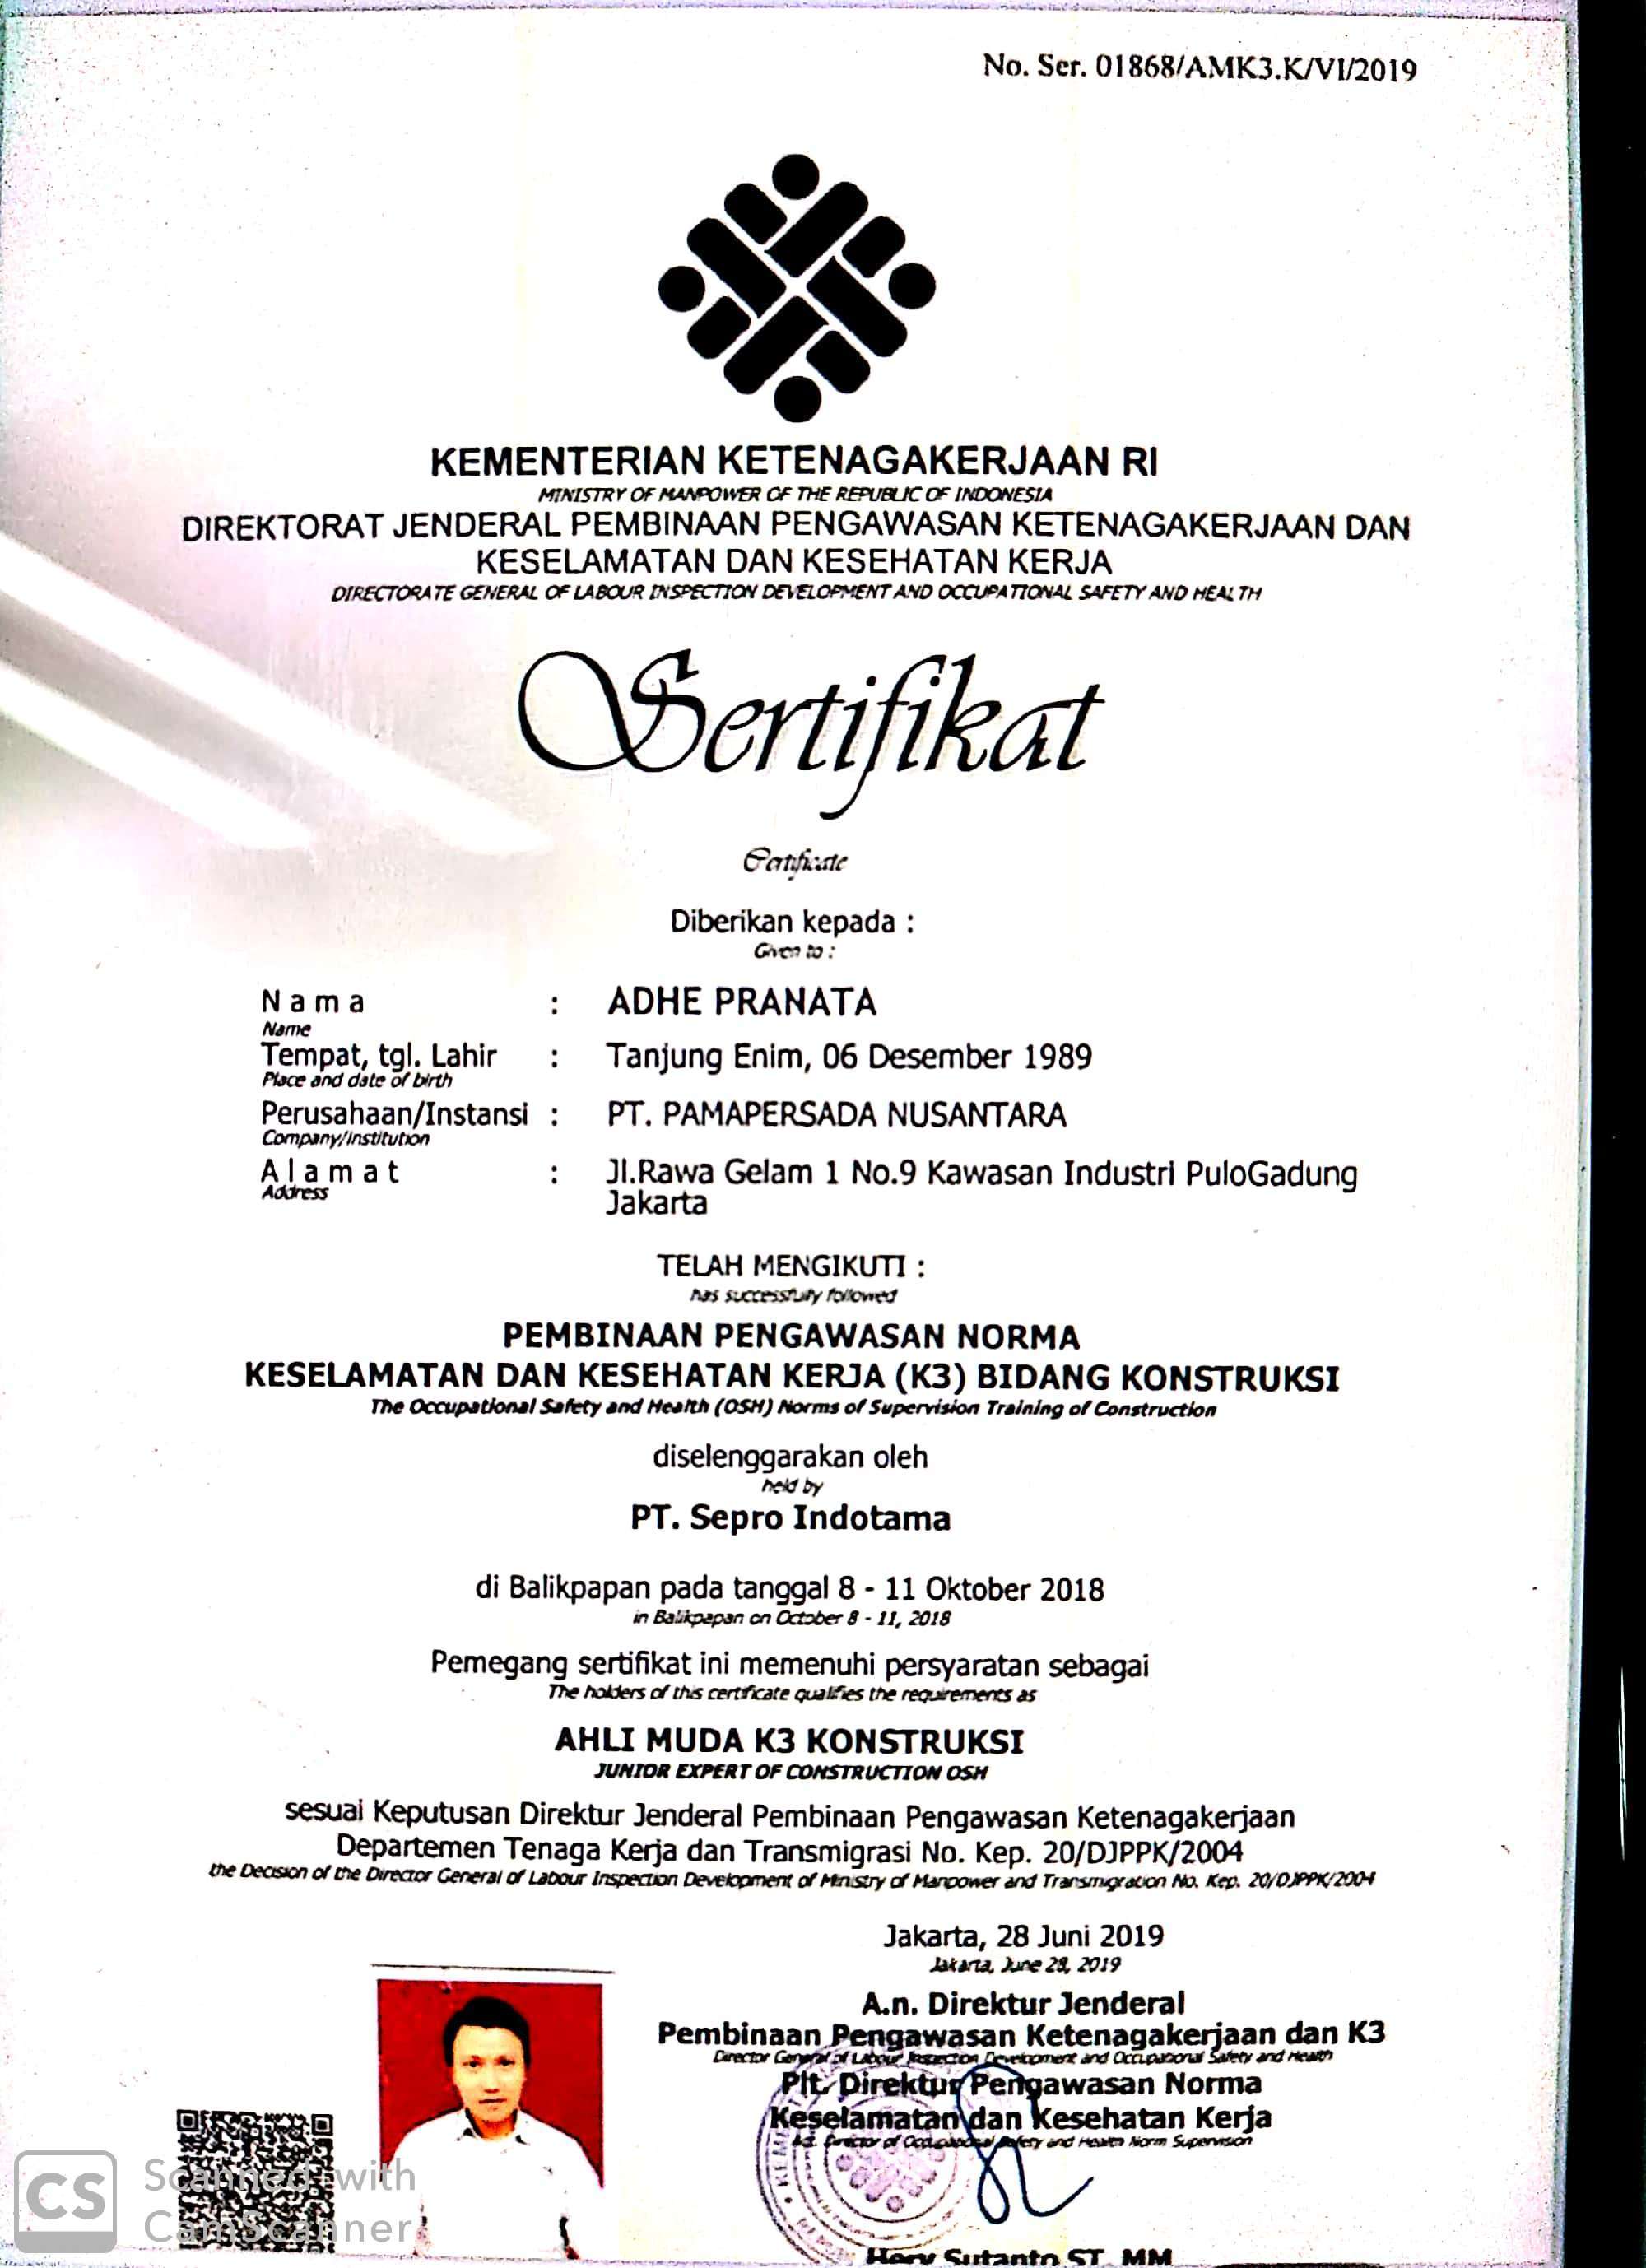 No. Ser. 01868/AMK3.K/VI/2019
KEMENTERIAN KETENAGAKERJAAN RI
MINISTRY OF MANPOWER OF THE REPUBLIC OF INDONESIA
DIREKTORAT JENDERAL PEMBINAAN PENGAWASAN KETENAGAKERJAAN DAN
KESELAMATAN DAN KESEHATAN KERJA
DIRECTORATE GENERAL OF LABOUR INSPECTION DEVELOPMENT AND OCCUPATIONAL SAFETY AND HEALTH
Sertifikat
Certificate
Diberikan kepada :
Given to :
Nama : ADHE PRANATA
Name
Tempat, tgl. Lahir : Tanjung Enim, 06 Desember 1989
Place and date of birth
Perusahaan/Instansi : PT. PAMAPERSADA NUSANTARA
Company/Institution
Alamat : Jl.Rawa Gelam 1 No.9 Kawasan Industri PuloGadung
Address
Jakarta
TELAH MENGIKUTI :
has successfuly followed
PEMBINAAN PENGAWASAN NORMA
KESELAMATAN DAN KESEHATAN KERJA (K3) BIDANG KONSTRUKSI
The Occupational Safety and Health (OSH) Norms of Supervision Training of Construction
diselenggarakan oleh
held by
PT. Sepro Indotama
di Balikpapan pada tanggal 8 - 11 Oktober 2018
in Balikpapan on October 8 - 11, 2018
Pemegang sertifikat ini memenuhi persyaratan sebagai
The holders of this certificate qualifies the requirements as
AHLI MUDA K3 KONSTRUKSI
JUNIOR EXPERT OF CONSTRUCTION OSH
sesuai Keputusan Direktur Jenderal Pembinaan Pengawasan Ketenagakerjaan
Departemen Tenaga Kerja dan Transmigrasi No. Kep. 20/DJPPK/2004
the Decision of the Director General of Labour Inspection Development of Ministry of Manpower and Transmigration No. Kep. 20/DJPPK/2004
Jakarta, 28 Juni 2019
Jakarta, June 28, 2019
A.n. Direktur Jenderal
Pembinaan Pengawasan Ketenagakerjaan dan K3
Director General of Labour Inspection Development and Occupational Safety and Health
Plt. Direktur Pengawasan Norma
Keselamatan dan Kesehatan Kerja
Director of Occupational Safety and Health Norm Supervision
Hery Sutanto ST. MM
CS Scanned with
CamScanner